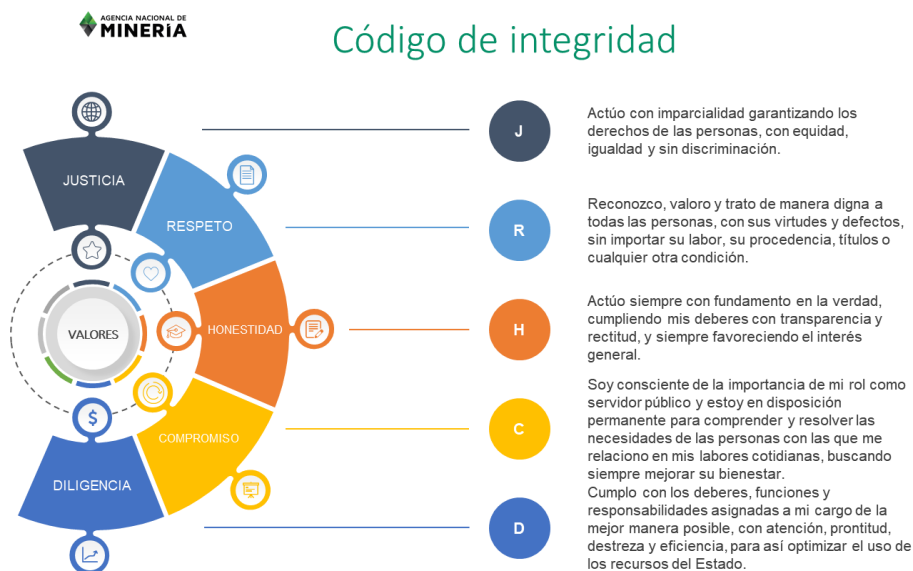 AGENCIA NACIONAL DE
MINERÍA
Código de integridad
JUSTICIA
RESPETO
HONESTIDAD
COMPROMISO
DILIGENCIA
VALORES
$
J
Actúo con imparcialidad garantizando los
derechos de las personas, con equidad,
igualdad y sin discriminación.
R
Reconozco, valoro y trato de manera digna a
todas las personas, con sus virtudes y defectos,
sin importar su labor, su procedencia, títulos o
cualquier otra condición.
H
Actúo siempre con fundamento en la verdad,
cumpliendo mis deberes con transparencia y
rectitud, y siempre favoreciendo el interés
general.
C
Soy consciente de la importancia de mi rol como
servidor público y estoy en disposición
permanente para comprender y resolver las
necesidades de las personas con las que me
relaciono en mis labores cotidianas, buscando
siempre mejorar su bienestar.
D
Cumplo con los deberes, funciones y
responsabilidades asignadas a mi cargo de la
mejor manera posible, con atención, prontitud,
destreza y eficiencia, para así optimizar el uso de
los recursos del Estado.